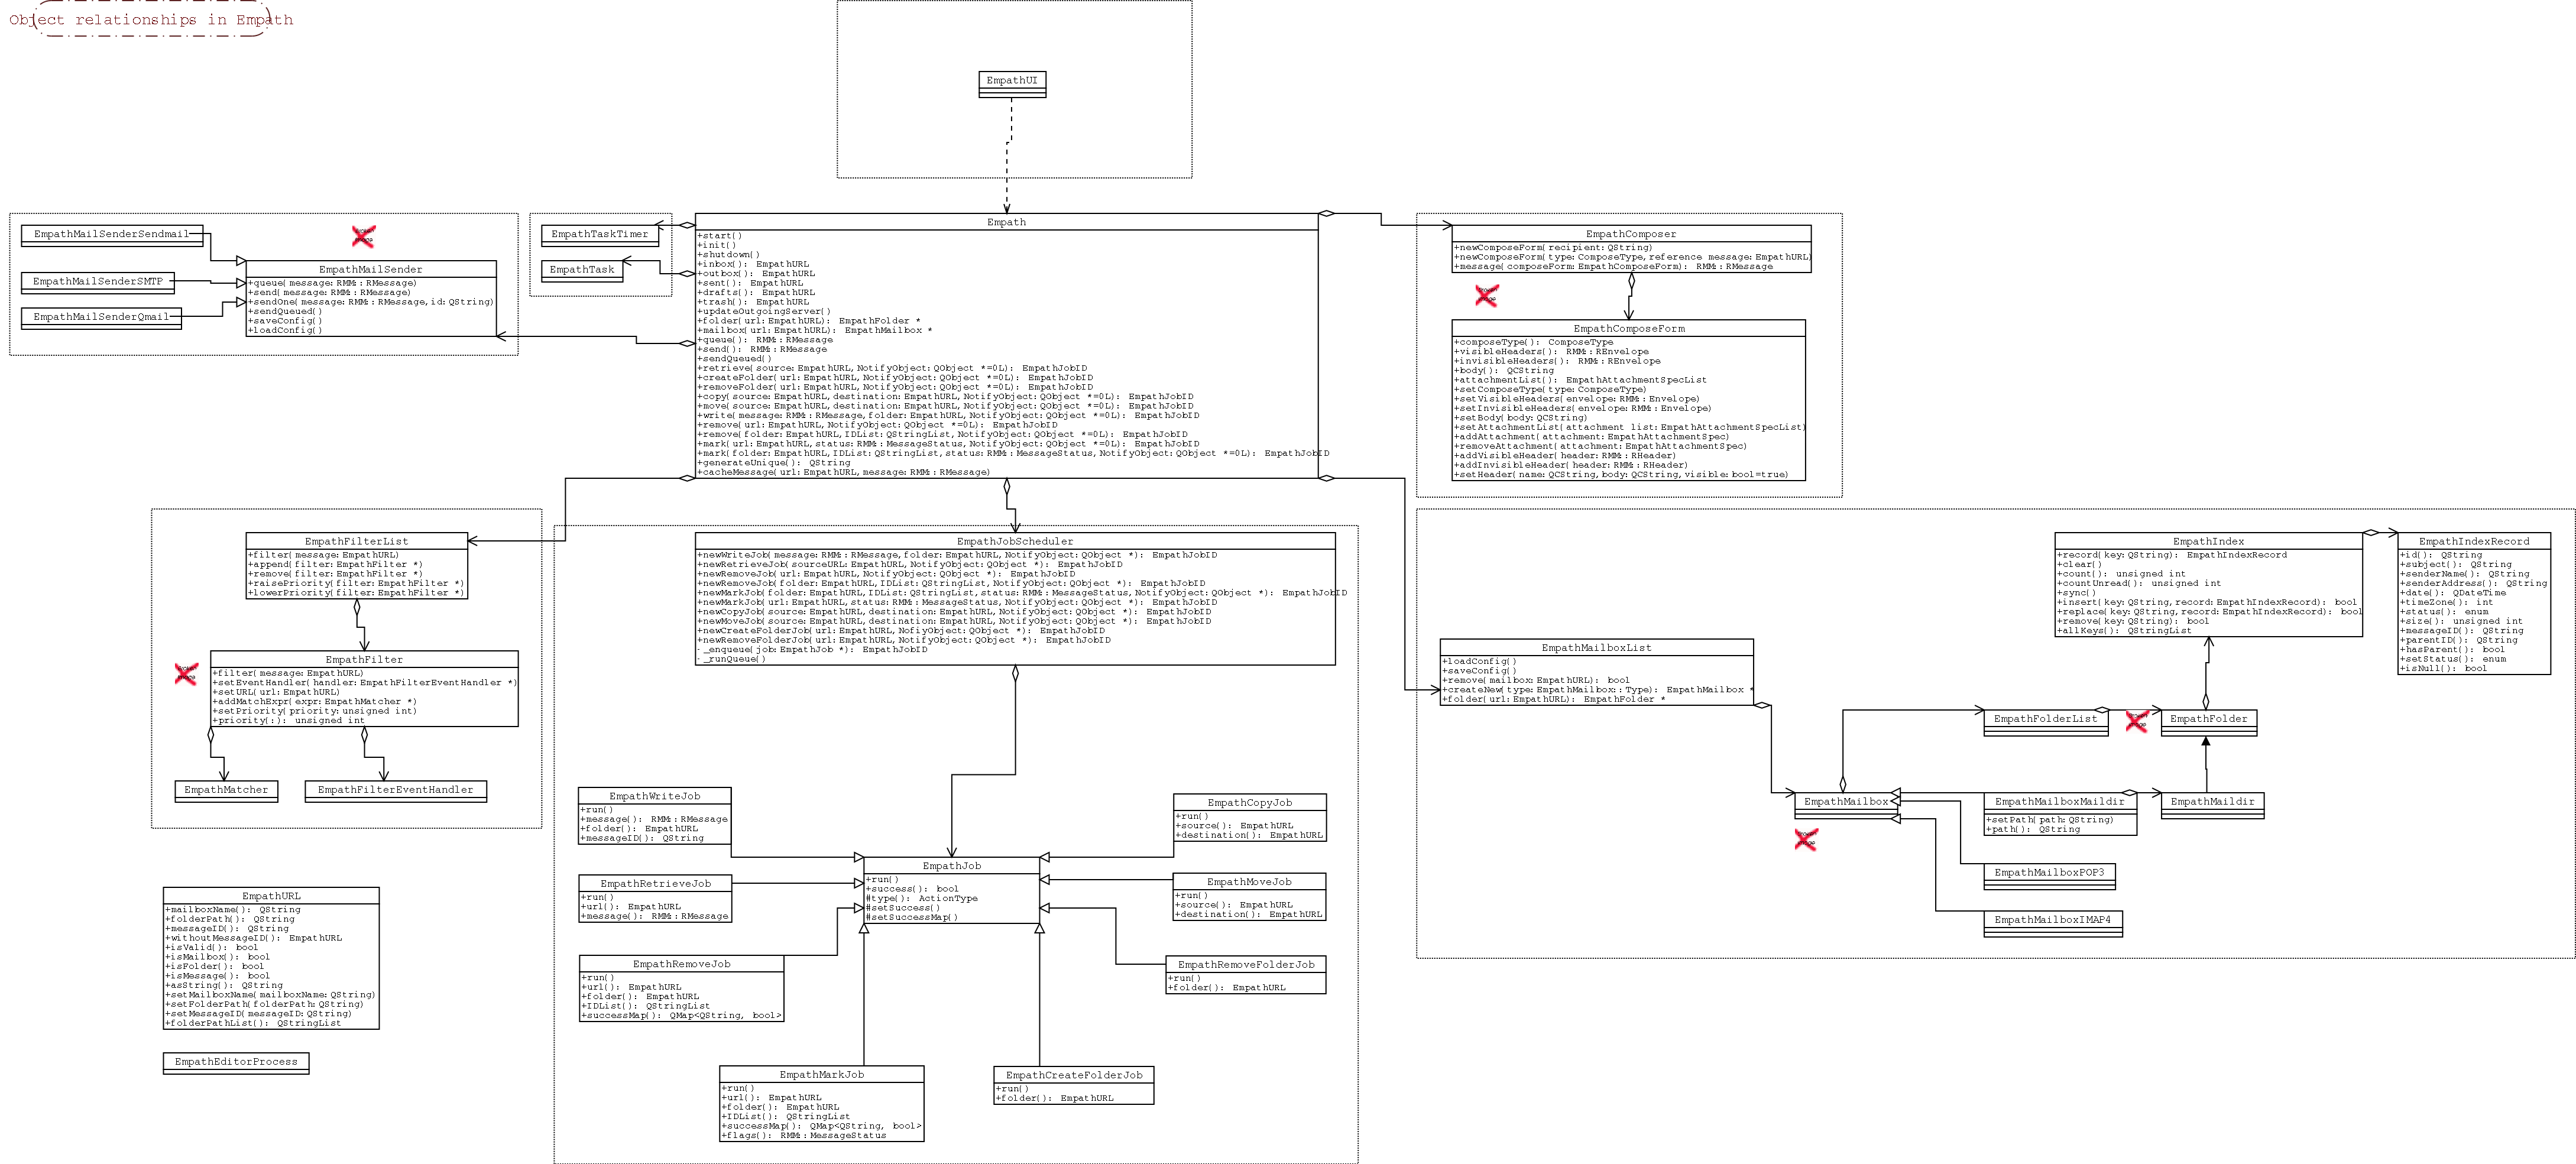 Object relationships in Empath
EmpathUI
EmpathMailSenderSendmail
EmpathMailSenderSMTP
EmpathMailSenderQmail
EmpathMailSender
+queue(message:RMM::RMessage)
+send(message:RMM::RMessage)
+sendOne(message:RMM::RMessage,id:QString)
+sendQueued()
+saveConfig()
+loadConfig()
EmpathTaskTimer
EmpathTask
Empath
+start()
+init()
+shutdown()
+inbox(): EmpathURL
+outbox(): EmpathURL
+sent(): EmpathURL
+drafts(): EmpathURL
+trash(): EmpathURL
+updateOutgoingServer()
+folder(url:EmpathURL): EmpathFolder *
+mailbox(url:EmpathURL): EmpathMailbox *
+queue(): RMM::RMessage
+send(): RMM::RMessage
+sendQueued()
+retrieve(source:EmpathURL,NotifyObject:QObject *=0L): EmpathJobID
+createFolder(url:EmpathURL,NotifyObject:QObject *=0L): EmpathJobID
+removeFolder(url:EmpathURL,NotifyObject:QObject *=0L): EmpathJobID
+copy(source:EmpathURL,destination:EmpathURL,NotifyObject:QObject *=0L): EmpathJobID
+move(source:EmpathURL,destination:EmpathURL,NotifyObject:QObject *=0L): EmpathJobID
+write(message:RMM::RMessage,folder:EmpathURL,NotifyObject:QObject *=0L): EmpathJobID
+remove(url:EmpathURL,NotifyObject:QObject *=0L): EmpathJobID
+remove(folder:EmpathURL,IDList:QStringList,NotifyObject:QObject *=0L): EmpathJobID
+mark(url:EmpathURL,status:RMM::MessageStatus,NotifyObject:QObject *=0L): EmpathJobID
+mark(folder:EmpathURL,IDList:QStringList,status:RMM::MessageStatus,NotifyObject:QObject *=0L): EmpathJobID
+generateUnique(): QString
+cacheMessage(url:EmpathURL,message:RMM::RMessage)
EmpathComposer
+newComposeForm(recipient:QString)
+newComposeForm(type:ComposeType,reference message:EmpathURL)
+message(composeForm:EmpathComposeForm): RMM::RMessage
EmpathComposeForm
+composeType(): ComposeType
+visibleHeaders(): RMM::REnvelope
+invisibleHeaders(): RMM::REnvelope
+body(): QCString
+attachmentList(): EmpathAttachmentSpecList
+setComposeType(type:ComposeType)
+setVisibleHeaders(envelope:RMM::Envelope)
+setInvisibleHeaders(envelope:RMM::Envelope)
+setBody(body:QCString)
+setAttachmentList(attachment list:EmpathAttachmentSpecList)
+addAttachment(attachment:EmpathAttachmentSpec)
+removeAttachment(attachment:EmpathAttachmentSpec)
+addVisibleHeader(header:RMM::RHeader)
+addInvisibleHeader(header:RMM::RHeader)
+setHeader(name:QCString,body:QCString,visible:bool=true)
EmpathFilterList
+filter(message:EmpathURL)
+append(filter:EmpathFilter *)
+remove(filter:EmpathFilter *)
+raisePriority(filter:EmpathFilter *)
+lowerPriority(filter:EmpathFilter *)
EmpathFilter
+filter(message:EmpathURL)
+setEventHandler(handler:EmpathFilterEventHandler *)
+setURL(url:EmpathURL)
+addMatchExpr(expr:EmpathMatcher *)
+setPriority(priority:unsigned int)
+priority(:): unsigned int
EmpathMatcher
EmpathFilterEventHandler
EmpathJobScheduler
+newWriteJob(message:RMM::RMessage,folder:EmpathURL,NotifyObject:QObject *): EmpathJobID
+newRetrieveJob(sourceURL:EmpathURL,NotifyObject:QObject *): EmpathJobID
+newRemoveJob(url:EmpathURL,NotifyObject:QObject *): EmpathJobID
+newRemoveJob(folder:EmpathURL,IDList:QStringList,NotifyObject:QObject *): EmpathJobID
+newMarkJob(folder:EmpathURL,IDList:QStringList,status:RMM::MessageStatus,NotifyObject:QObject *): EmpathJobID
+newMarkJob(url:EmpathURL,status:RMM::MessageStatus,NotifyObject:QObject *): EmpathJobID
+newCopyJob(source:EmpathURL,destination:EmpathURL,NotifyObject:QObject *): EmpathJobID
+newMoveJob(source:EmpathURL,destination:EmpathURL,NotifyObject:QObject *): EmpathJobID
+newCreateFolderJob(url:EmpathURL,NofiyObject:QObject *): EmpathJobID
+newRemoveFolderJob(url:EmpathURL,NotifyObject:QObject *): EmpathJobID
-_enqueue(job:EmpathJob *): EmpathJobID
-_runQueue()
EmpathIndex
+record(key:QString): EmpathIndexRecord
+clear()
+count(): unsigned int
+countUnread(): unsigned int
+sync()
+insert(key:QString,record:EmpathIndexRecord): bool
+replace(key:QString,record:EmpathIndexRecord): bool
+remove(key:QString): bool
+allKeys(): QStringList
EmpathIndexRecord
+id(): QString
+subject(): QString
+senderName(): QString
+senderAddress(): QString
+date(): QDateTime
+timeZone(): int
+status(): enum
+size(): unsigned int
+messageID(): QString
+parentID(): QString
+hasParent(): bool
+setStatus(): enum
+isNull(): bool
EmpathMailboxList
+loadConfig()
+saveConfig()
+remove(mailbox:EmpathURL): bool
+createNew(type:EmpathMailbox::Type): EmpathMailbox *
+folder(url:EmpathURL): EmpathFolder *
EmpathFolderList
EmpathFolder
EmpathMailbox
EmpathMailboxMaildir
+setPath(path:QString)
+path(): QString
EmpathMaildir
EmpathMailboxPOP3
EmpathMailboxIMAP4
EmpathWriteJob
+run()
+message(): RMM::RMessage
+folder(): EmpathURL
+messageID(): QString
EmpathCopyJob
+run()
+source(): EmpathURL
+destination(): EmpathURL
EmpathJob
+run()
+success(): bool
#type(): ActionType
#setSuccess()
#setSuccessMap()
EmpathRetrieveJob
+run()
+url(): EmpathURL
+message(): RMM::RMessage
EmpathMoveJob
+run()
+source(): EmpathURL
+destination(): EmpathURL
EmpathRemoveJob
+run()
+url(): EmpathURL
+folder(): EmpathURL
+IDList(): QStringList
+successMap(): QMap<QString, bool>
EmpathRemoveFolderJob
+run()
+folder(): EmpathURL
EmpathMarkJob
+run()
+url(): EmpathURL
+folder(): EmpathURL
+IDList(): QStringList
+successMap(): QMap<QString, bool>
+flags(): RMM::MessageStatus
EmpathCreateFolderJob
+run()
+folder(): EmpathURL
EmpathURL
+mailboxName(): QString
+folderPath(): QString
+messageID(): QString
+withoutMessageID(): EmpathURL
+isValid(): bool
+isMailbox(): bool
+isFolder(): bool
+isMessage(): bool
+asString(): QString
+setMailboxName(mailboxName:QString)
+setFolderPath(folderPath:QString)
+setMessageID(messageID:QString)
+folderPathList(): QStringList
EmpathEditorProcess